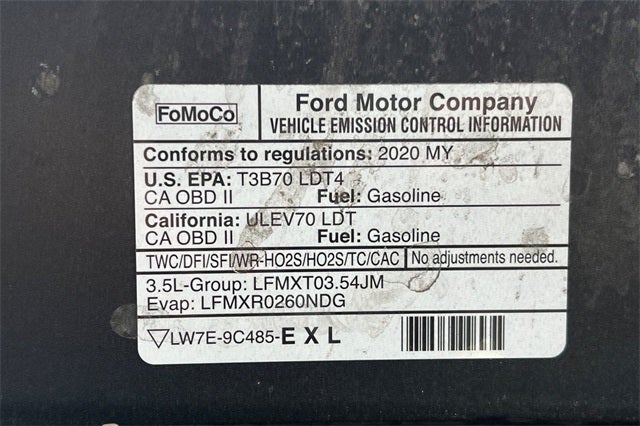 FoMoCo
Ford Motor Company
VEHICLE EMISSION CONTROL INFORMATION
Conforms to regulations: 2020 MY
U.S. EPA: T3B70 LDT4
CA OBD II Fuel: Gasoline
California: ULEV70 LDT
CA OBD II Fuel: Gasoline
TWC/DFI/SFI/WR-HO2S/HO2S/TC/CAC No adjustments needed.
3.5L-Group: LFMXT03.54JM
Evap: LFMXR0260NDG
▽LW7E-9C485-E X L